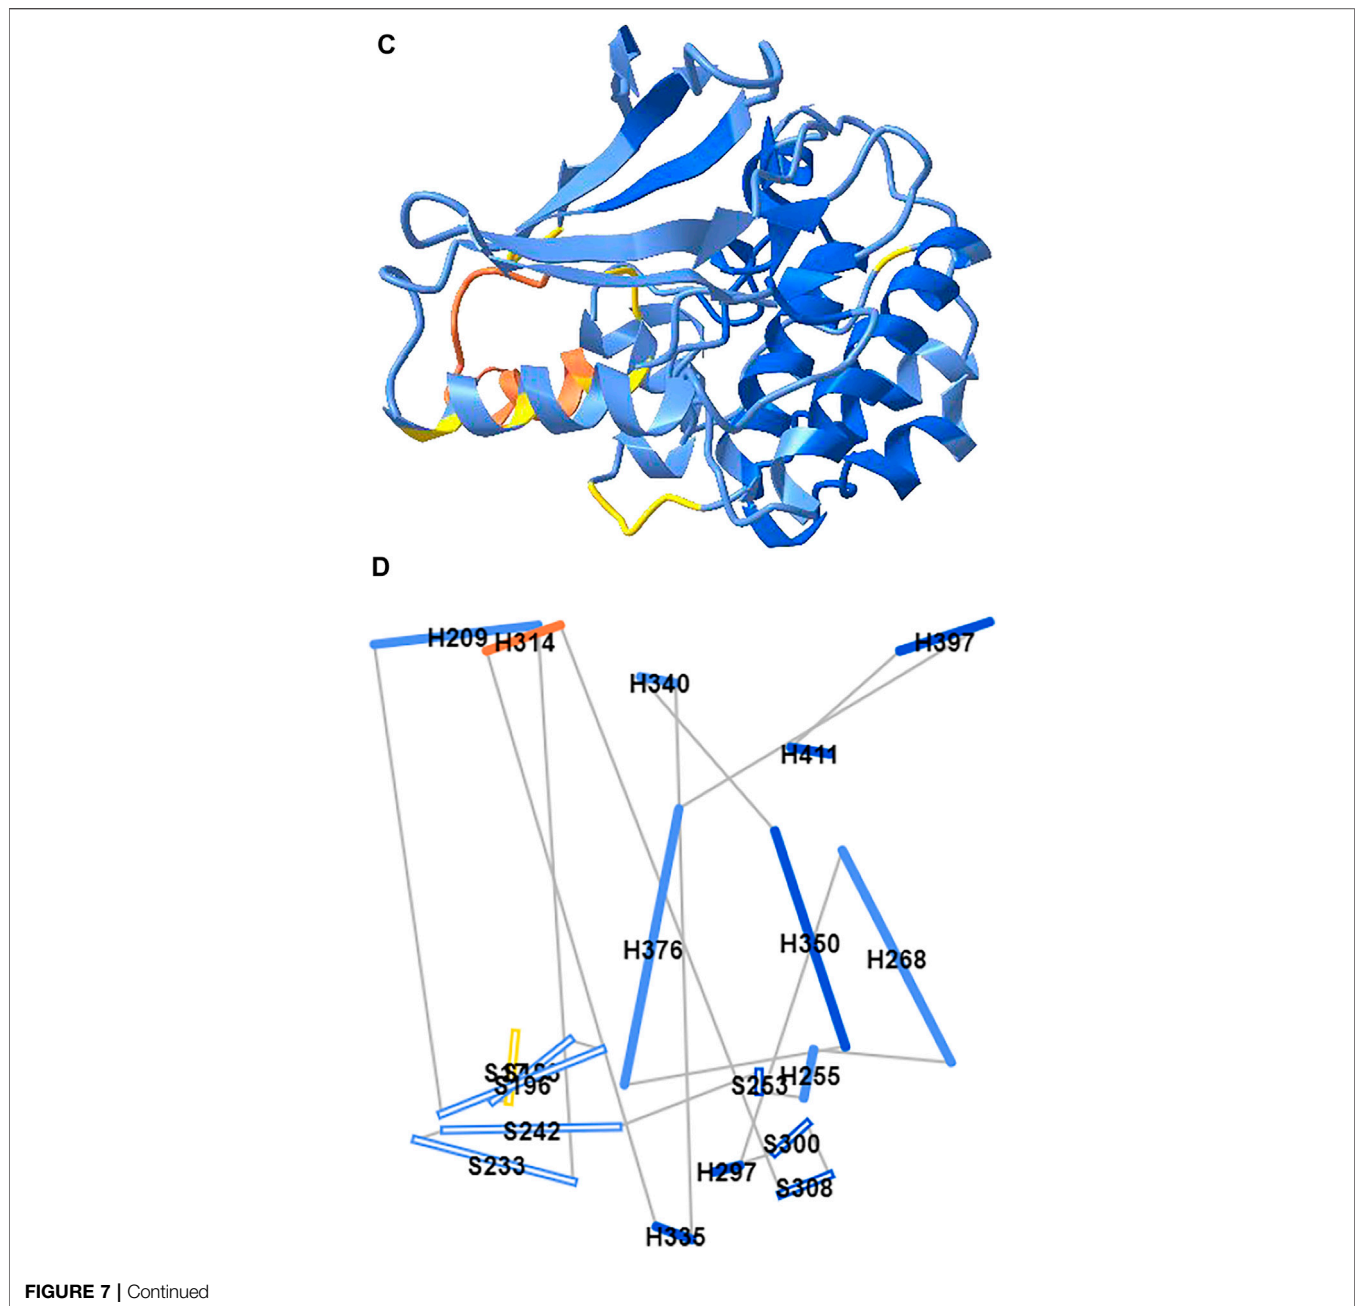 C
D
H209
H314
H397
H340
H411
H376
H350
H268
S196
S253
H255
S242
S300
S233
H297
S308
H335
FIGURE 7 | Continued